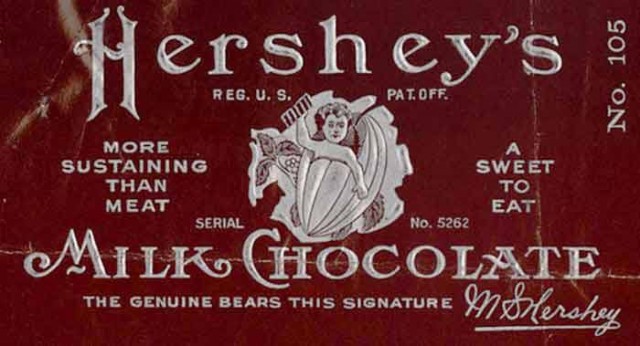 Hershey's
No. 105
REG. U. S. PAT. OFF.
MORE
SUSTAINING
THAN
MEAT
A
SWEET
TO
EAT
SERIAL No. 5262
MILK CHOCOLATE
THE GENUINE BEARS THIS SIGNATURE M S Hershey